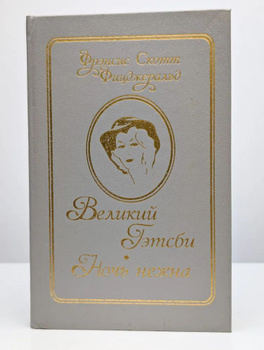 Фрэнсис Скотт
Фицджеральд
Великий
Гэтсби
*
Ночь нежна